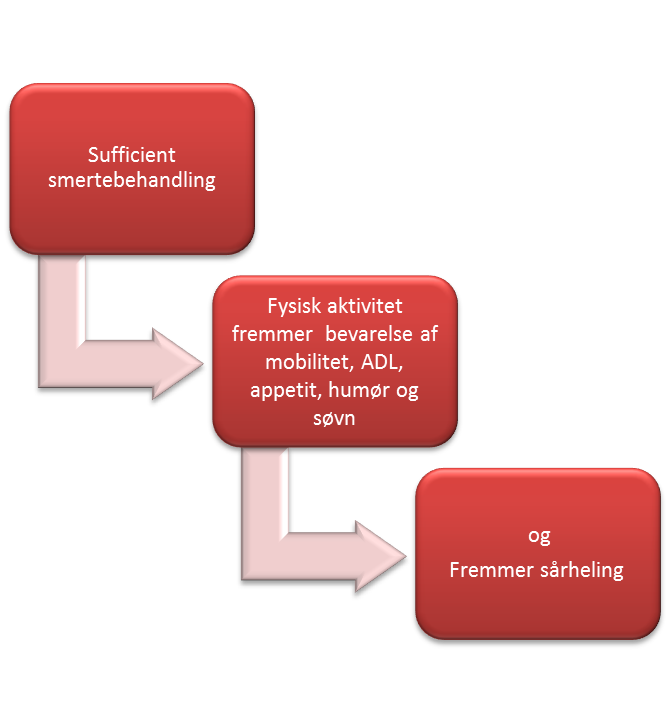 Sufficient
smertebehandling
Fysisk aktivitet
fremmer  bevarelse af
mobilitet, ADL,
appetit, humør og
søvn
og
Fremmer sårheling